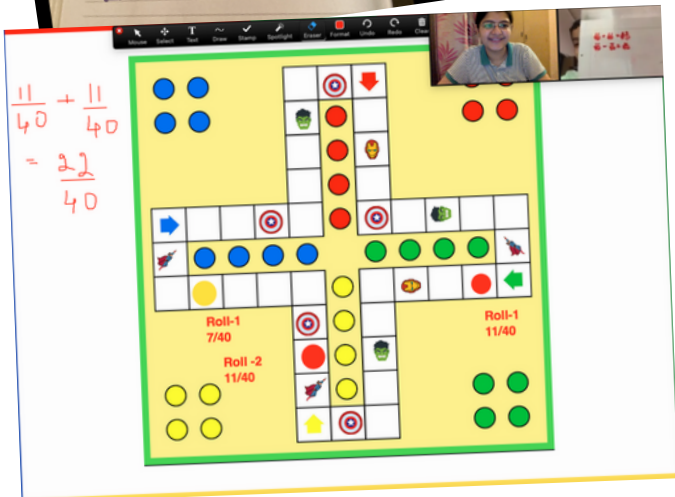 Mouse
Select
Text
Draw
Stamp
Spotlight
Eraser
Format
Undo
Redo
11/40 + 11/40
= 22/40
Roll-1
7/40
Roll -2
11/40
Roll-1
11/40